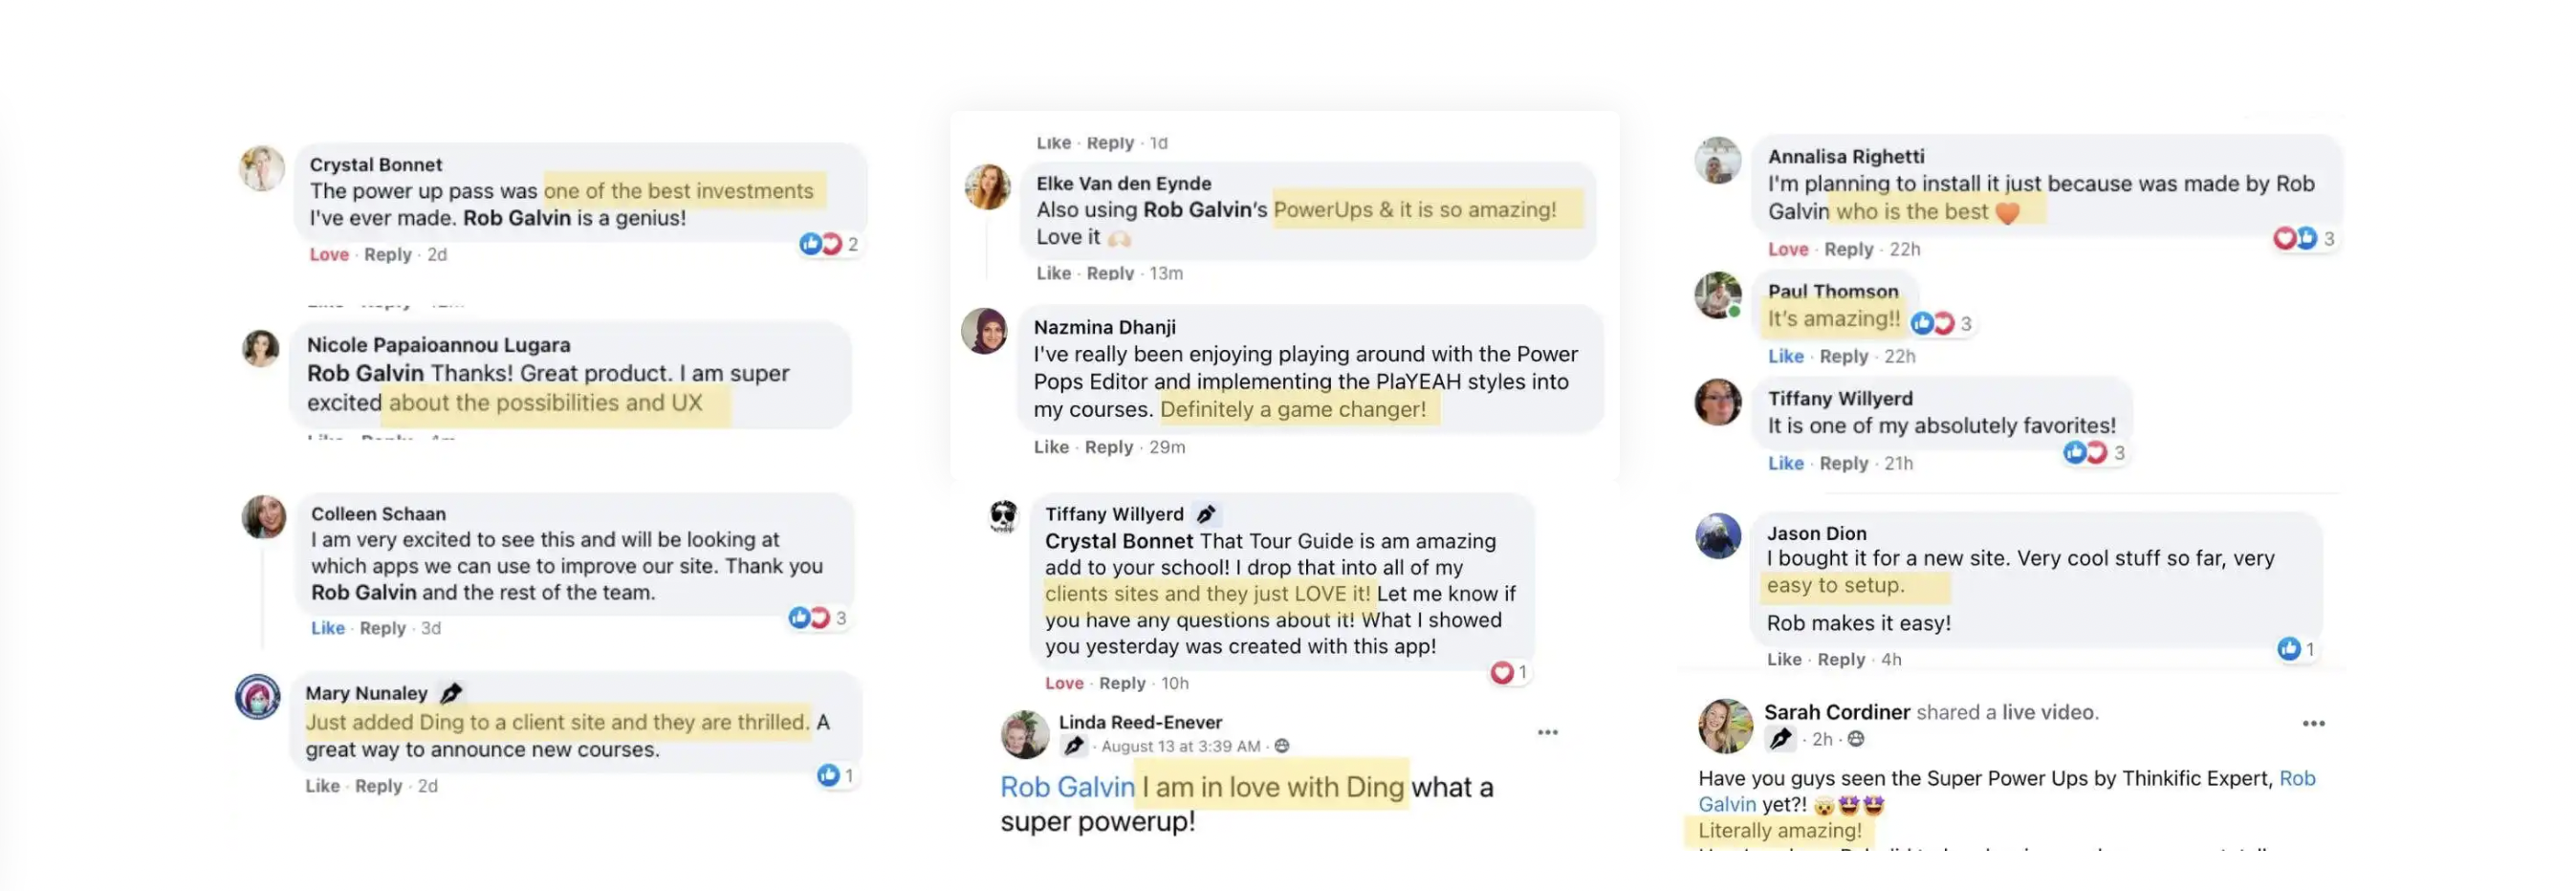 Crystal Bonnet
The power up pass was one of the best investments
I've ever made. Rob Galvin is a genius!
Love · Reply · 2d
2
Nicole Papaioannou Lugara
Rob Galvin Thanks! Great product. I am super
excited about the possibilities and UX
Colleen Schaan
I am very excited to see this and will be looking at
which apps we can use to improve our site. Thank you
Rob Galvin and the rest of the team.
3
Like · Reply · 3d
Mary Nunaley
Just added Ding to a client site and they are thrilled. A
great way to announce new courses.
1
Like · Reply · 2d
Like · Reply · 1d
Elke Van den Eynde
Also using Rob Galvin's PowerUps & it is so amazing!
Love it
Like · Reply · 13m
Nazmina Dhanji
I've really been enjoying playing around with the Power
Pops Editor and implementing the PlaYEAH styles into
my courses. Definitely a game changer!
Like · Reply · 29m
Tiffany Willyerd
Crystal Bonnet That Tour Guide is am amazing
add to your school! I drop that into all of my
clients sites and they just LOVE it! Let me know if
you have any questions about it! What I showed
you yesterday was created with this app!
1
Love · Reply · 10h
Linda Reed-Enever
· August 13 at 3:39 AM ·
Rob Galvin I am in love with Ding what a
super powerup!
Annalisa Righetti
I'm planning to install it just because was made by Rob
Galvin who is the best 🧡
3
Love · Reply · 22h
Paul Thomson
It's amazing!!
3
Like · Reply · 22h
Tiffany Willyerd
It is one of my absolutely favorites!
3
Like · Reply · 21h
Jason Dion
I bought it for a new site. Very cool stuff so far, very
easy to setup.
Rob makes it easy!
1
Like · Reply · 4h
Sarah Cordiner shared a live video.
· 2h ·
Have you guys seen the Super Power Ups by Thinkific Expert, Rob
Galvin yet?! 🤯🤩🤩
Literally amazing!